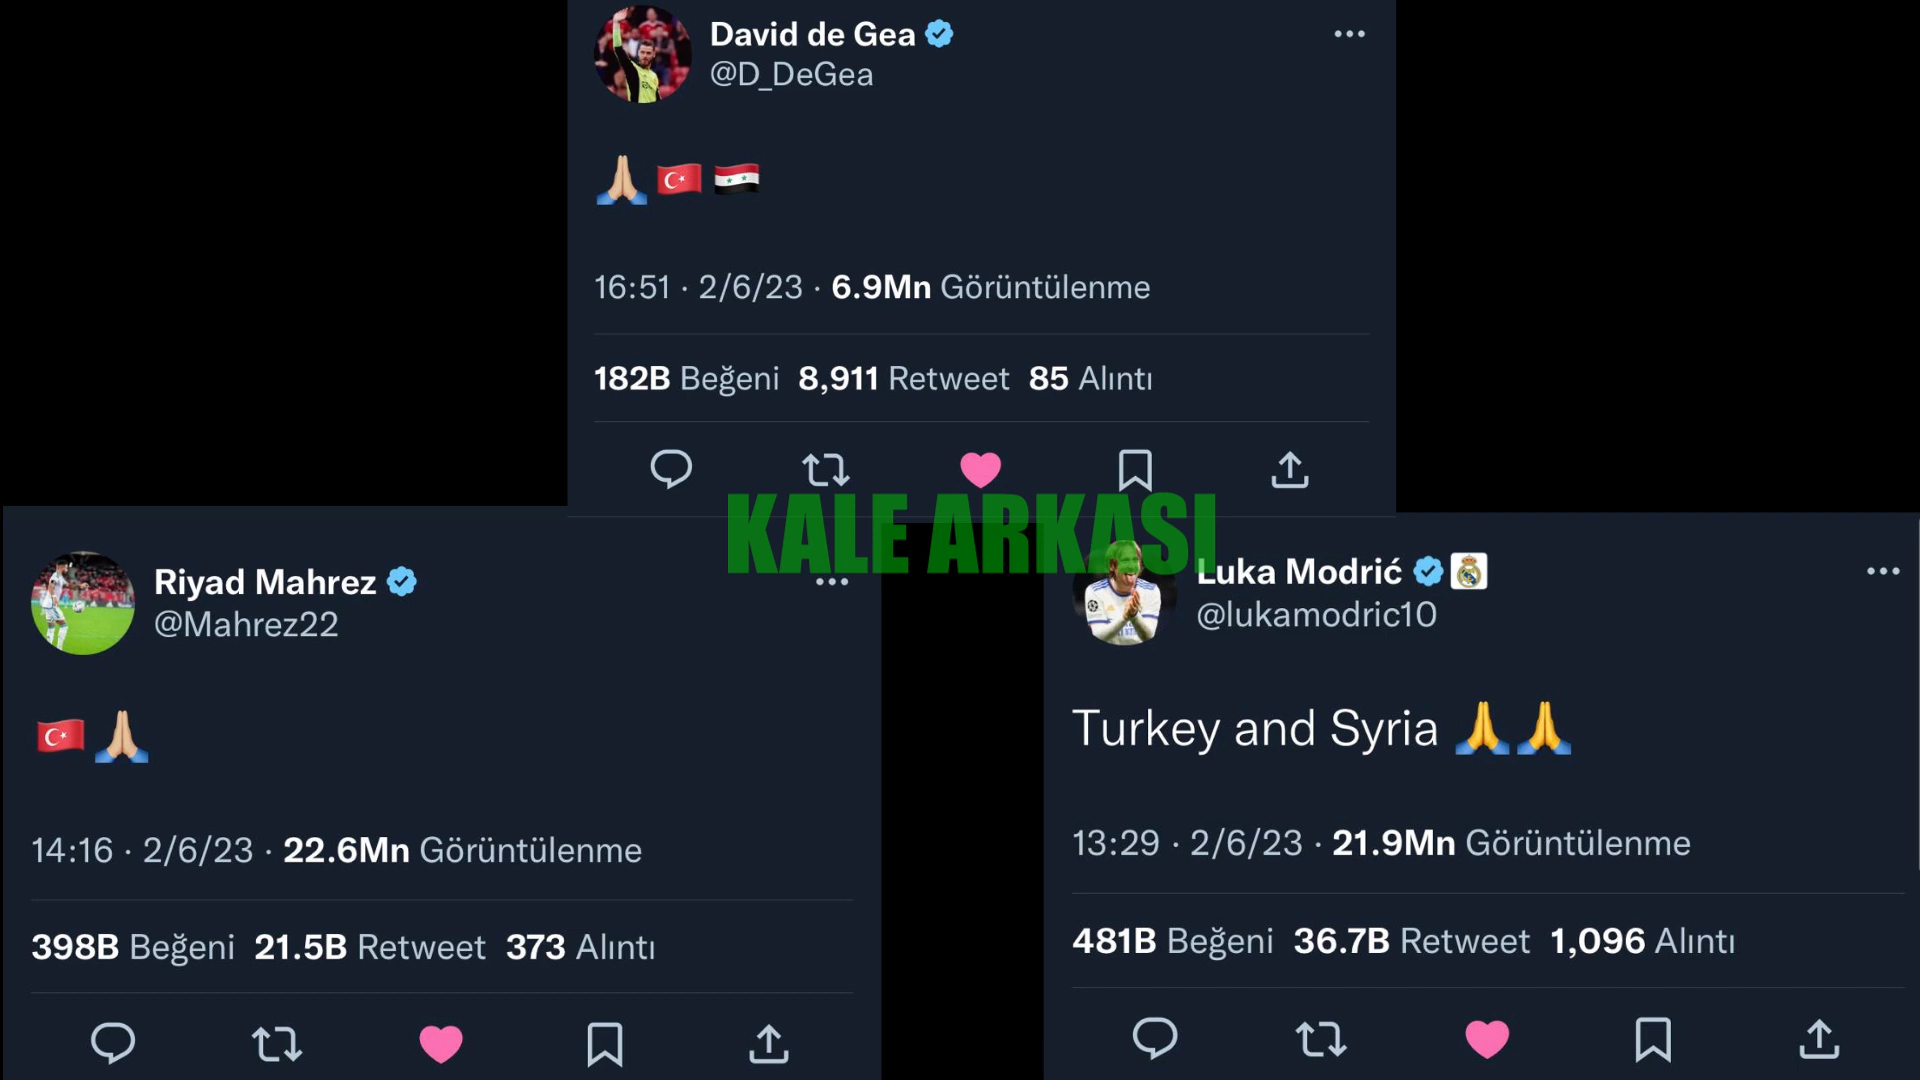 David de Gea
@D_DeGea
🙏🏼🇹🇷🇸🇾
16:51 · 2/6/23 · 6.9Mn Görüntülenme
182B Beğeni 8,911 Retweet 85 Alıntı
KALE ARKASI
Riyad Mahrez
@Mahrez22
🇹🇷🙏🏼
14:16 · 2/6/23 · 22.6Mn Görüntülenme
398B Beğeni 21.5B Retweet 373 Alıntı
Luka Modrić
@lukamodric10
Turkey and Syria 🙏🙏
13:29 · 2/6/23 · 21.9Mn Görüntülenme
481B Beğeni 36.7B Retweet 1,096 Alıntı